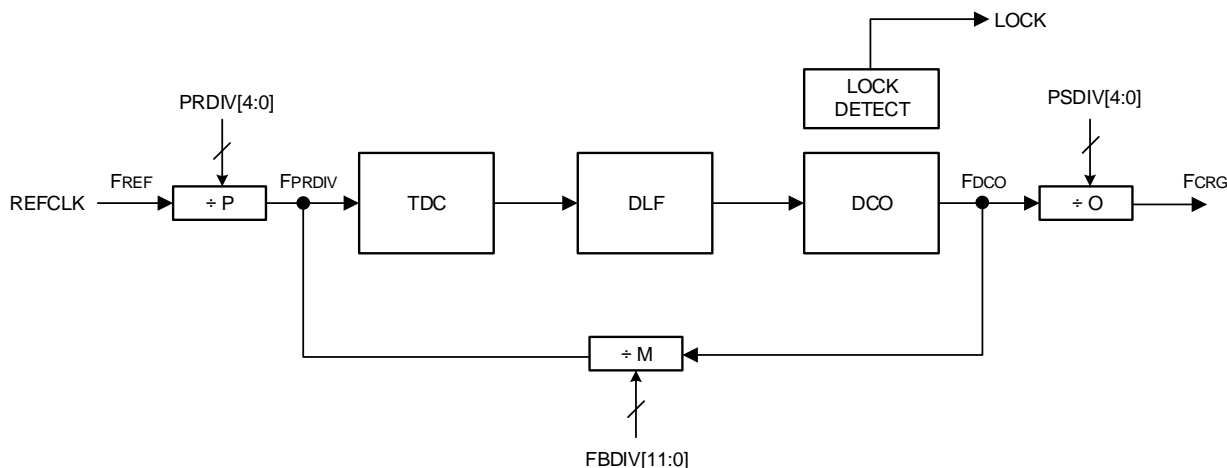 LOCK
LOCK
DETECT
PRDIV[4:0]
PSDIV[4:0]
REFCLK
FREF
÷ P
FPRDIV
TDC
DLF
DCO
FDCO
÷ O
FCRG
÷ M
FBDIV[11:0]